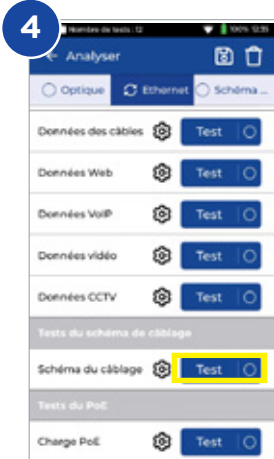 4
Nombre de tests : 12 100% 12:35
← Analyser
Optique Ethernet Schéma ...
Données des câbles Test
Données Web Test
Données VoIP Test
Données vidéo Test
Données CCTV Test
Tests du schéma de câblage
Schéma du câblage Test
Tests du PoE
Charge PoE Test